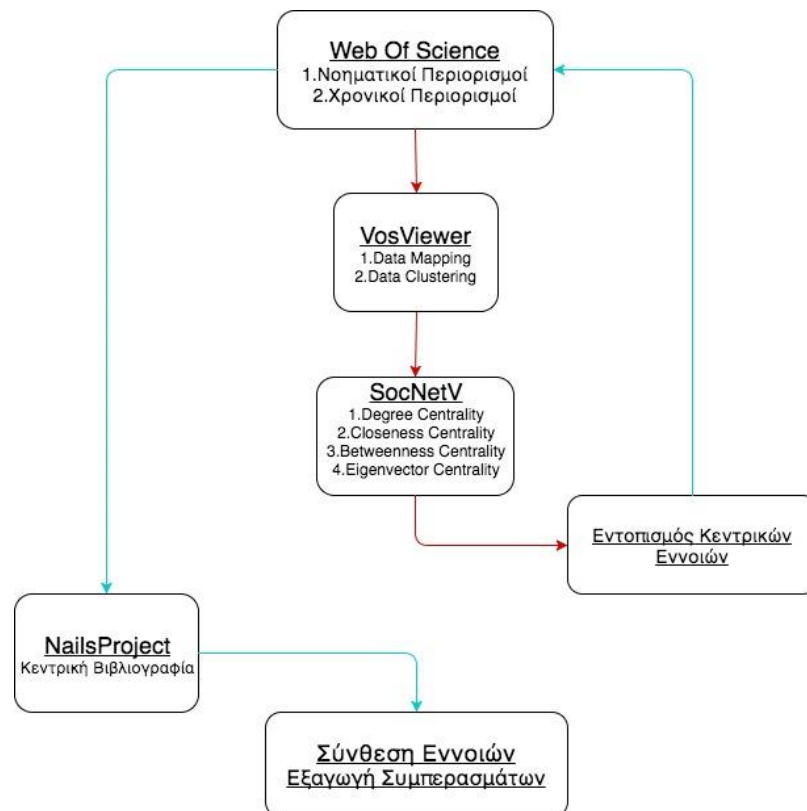 Web Of Science
1.Νοηματικοί Περιορισμοί
2.Χρονικοί Περιορισμοί
VosViewer
1.Data Mapping
2.Data Clustering
SocNetV
1.Degree Centrality
2.Closeness Centrality
3.Betweenness Centrality
4.Eigenvector Centrality
Εντοπισμός Κεντρικών
Εννοιών
NailsProject
Κεντρική Βιβλιογραφία
Σύνθεση Εννοιών
Εξαγωγή Συμπερασμάτων